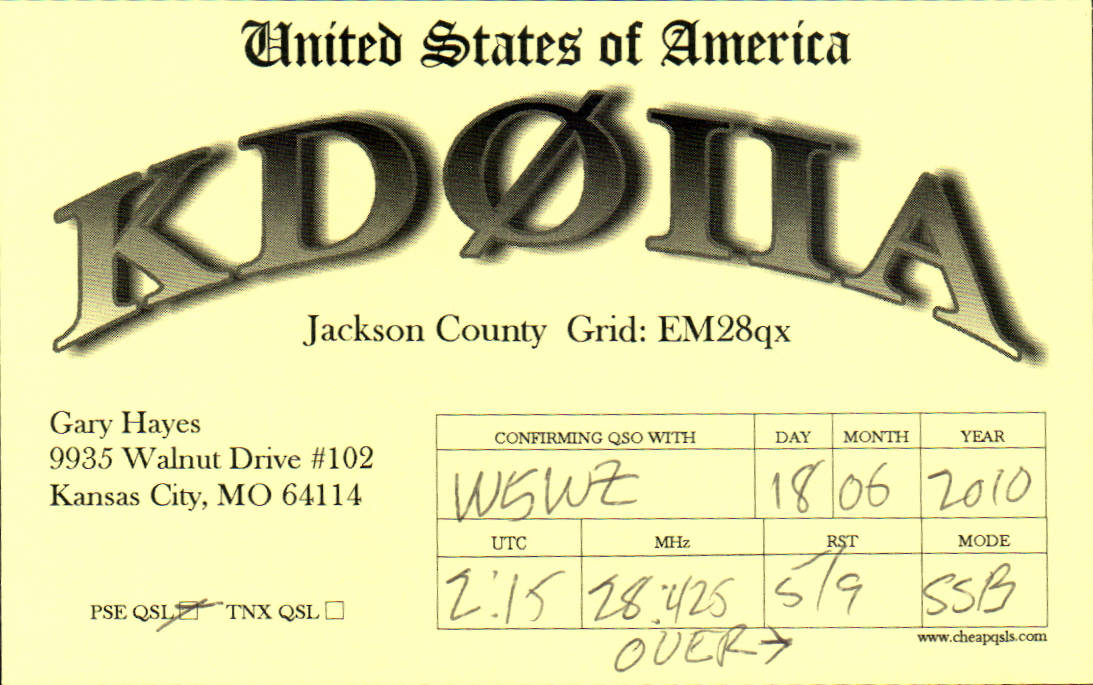 United States of America
KDØIIA
Jackson County Grid: EM28qx
Gary Hayes
9935 Walnut Drive #102
Kansas City, MO 64114
CONFIRMING QSO WITH DAY MONTH YEAR
W5WZ 18 06 2010
UTC MHz RST MODE
2:15 28:425 5/9 SSB
PSE QSL TNX QSL
www.cheapqsls.com
OVER→